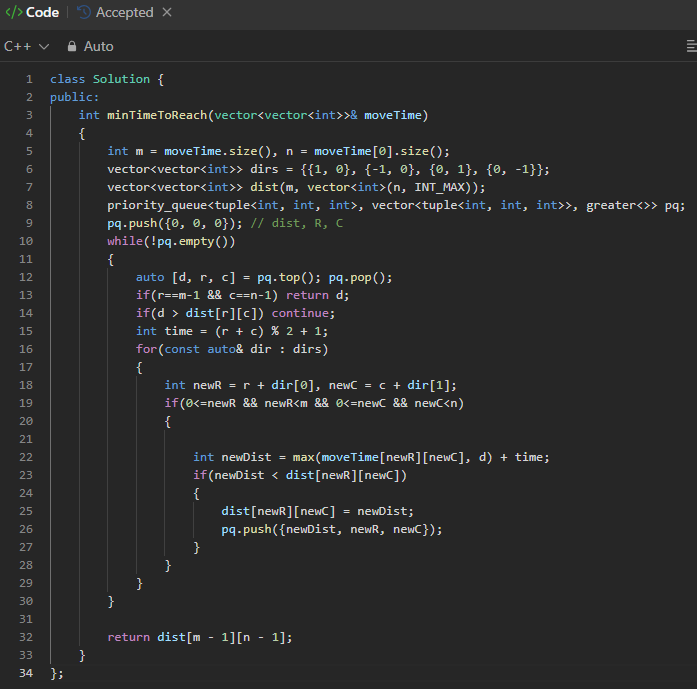 </> Code | Accepted ×
C++ Auto
1 class Solution {
2 public:
3     int minTimeToReach(vector<vector<int>>& moveTime)
4     {
5         int m = moveTime.size(), n = moveTime[0].size();
6         vector<vector<int>> dirs = {{1, 0}, {-1, 0}, {0, 1}, {0, -1}};
7         vector<vector<int>> dist(m, vector<int>(n, INT_MAX));
8         priority_queue<tuple<int, int, int>, vector<tuple<int, int, int>>, greater<>> pq;
9         pq.push({0, 0, 0}); // dist, R, C
10         while(!pq.empty())
11         {
12             auto [d, r, c] = pq.top(); pq.pop();
13             if(r==m-1 && c==n-1) return d;
14             if(d > dist[r][c]) continue;
15             int time = (r + c) % 2 + 1;
16             for(const auto& dir : dirs)
17             {
18                 int newR = r + dir[0], newC = c + dir[1];
19                 if(0<=newR && newR<m && 0<=newC && newC<n)
20                 {
21
22                     int newDist = max(moveTime[newR][newC], d) + time;
23                     if(newDist < dist[newR][newC])
24                     {
25                         dist[newR][newC] = newDist;
26                         pq.push({newDist, newR, newC});
27                     }
28                 }
29             }
30         }
31
32         return dist[m - 1][n - 1];
33     }
34 };